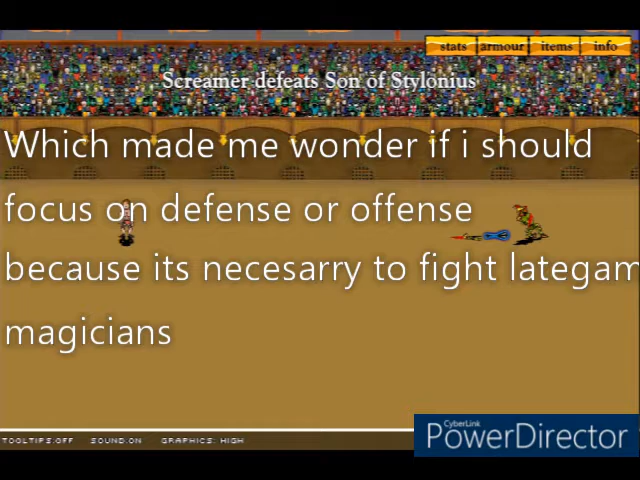 stats armour items info
Screamer defeats Son of Stylonius
Which made me wonder if i should
focus on defense or offense
because its necesarry to fight lategam
magicians
TOOLTIPS:OFF SOUND:ON GRAPHICS: HIGH
CyberLink
PowerDirector